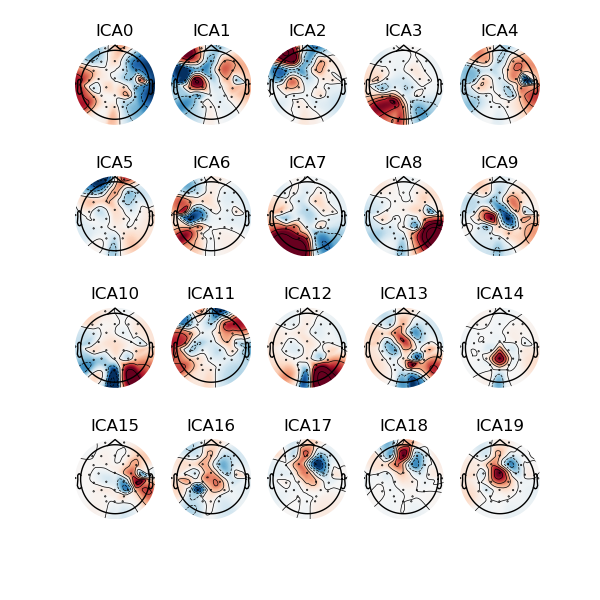 ICA0 ICA1 ICA2 ICA3 ICA4
ICA5 ICA6 ICA7 ICA8 ICA9
ICA10 ICA11 ICA12 ICA13 ICA14
ICA15 ICA16 ICA17 ICA18 ICA19